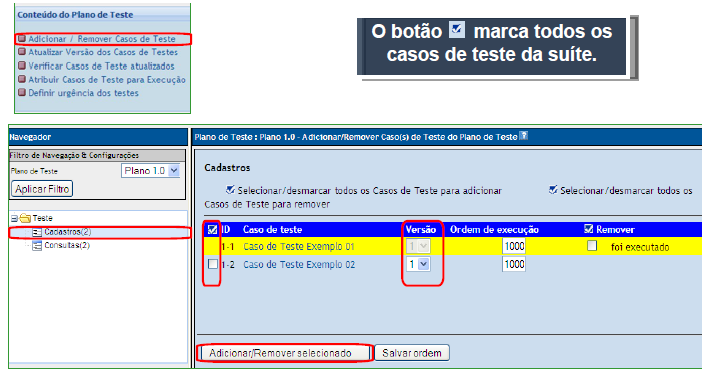 Conteúdo do Plano de Teste
Adicionar / Remover Casos de Teste
Atualizar Versão dos Casos de Testes
Verificar Casos de Teste atualizados
Atribuir Casos de Teste para Execução
Definir urgência dos testes
O botão marca todos os
casos de teste da suíte.
Navegador
Filtro de Navegação & Configurações
Plano de Teste Plano 1.0
Aplicar Filtro
Teste
Cadastros(2)
Consultas(2)
Plano de Teste : Plano 1.0 - Adicionar/Remover Caso(s) de Teste do Plano de Teste ?
Cadastros
Selecionar/desmarcar todos os Casos de Teste para adicionar Selecionar/desmarcar todos os
Casos de Teste para remover
ID Caso de teste Versão Ordem de execução Remover
1-1 Caso de Teste Exemplo 01 1 1000 foi executado
1-2 Caso de Teste Exemplo 02 1 1000
Adicionar/Remover selecionado Salvar ordem